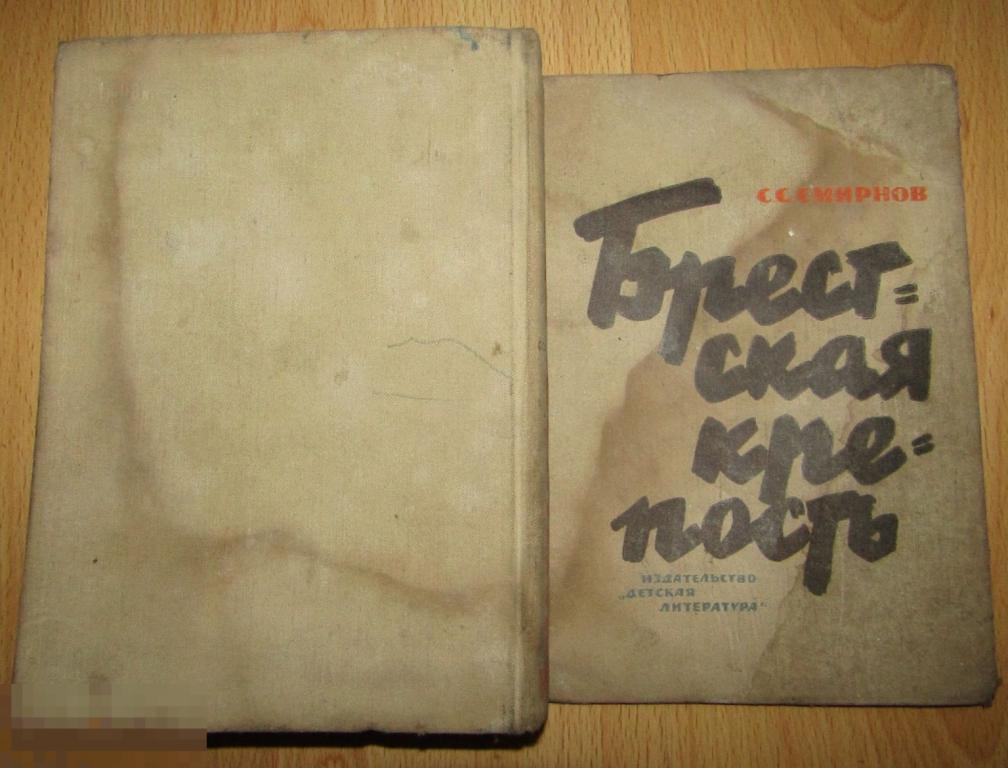 С.С.СМИРНОВ
Брест-
ская
кре-
пость
ИЗДАТЕЛЬСТВО
„ДЕТСКАЯ
ЛИТЕРАТУРА“